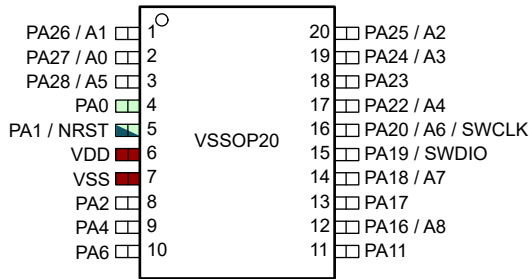 PA26 / A1 1 20 PA25 / A2
PA27 / A0 2 19 PA24 / A3
PA28 / A5 3 18 PA23
PA0 4 17 PA22 / A4
PA1 / NRST 5 16 PA20 / A6 / SWCLK
VDD 6 15 PA19 / SWDIO
VSSOP20
VSS 7 14 PA18 / A7
PA2 8 13 PA17
PA4 9 12 PA16 / A8
PA6 10 11 PA11